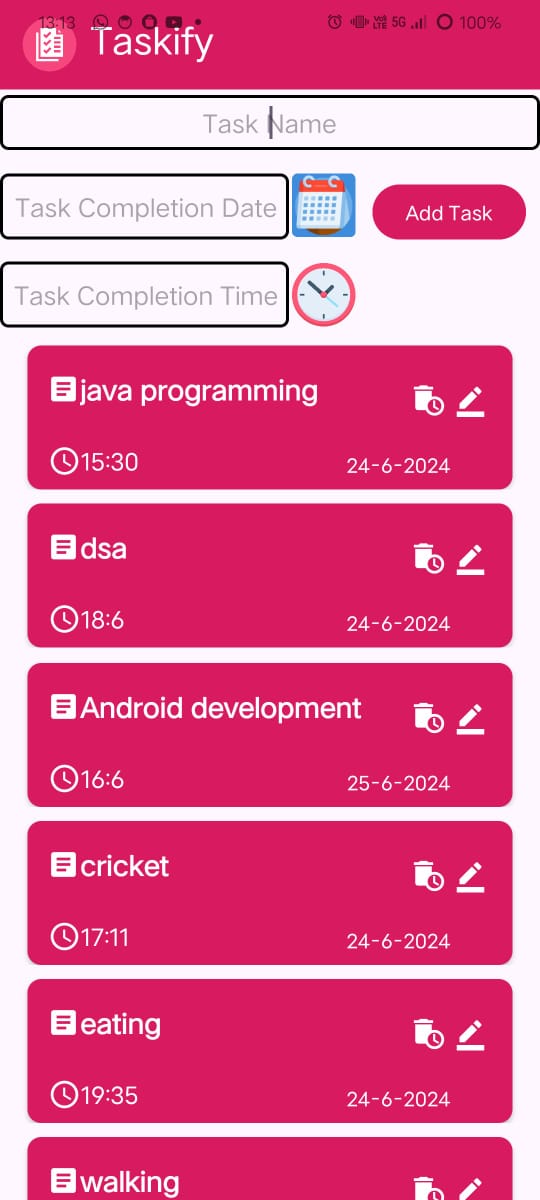 13:13 5G 100%
Taskify
Task Name
Task Completion Date
Add Task
Task Completion Time
java programming
15:30 24-6-2024
dsa
18:6 24-6-2024
Android development
16:6 25-6-2024
cricket
17:11 24-6-2024
eating
19:35 24-6-2024
walking